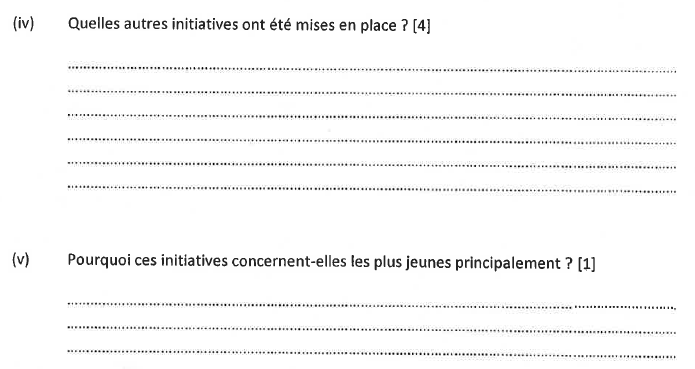 (iv) Quelles autres initiatives ont été mises en place ? [4]
(v) Pourquoi ces initiatives concernent-elles les plus jeunes principalement ? [1]